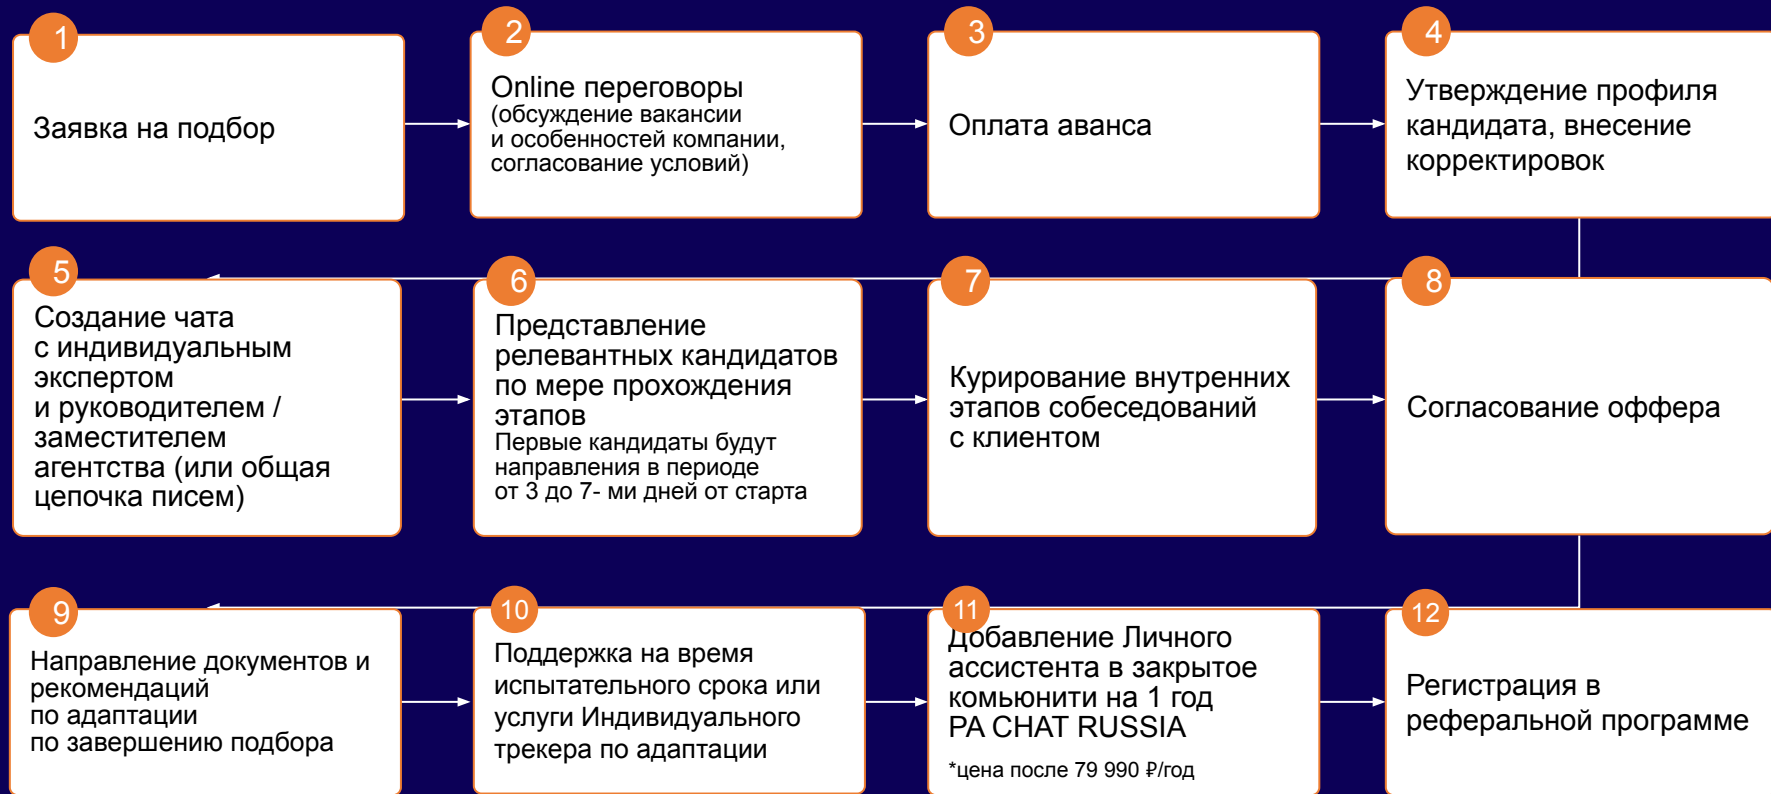 1
Заявка на подбор
2
Online переговоры
(обсуждение вакансии
и особенностей компании,
согласование условий)
3
Оплата аванса
4
Утверждение профиля
кандидата, внесение
корректировок
5
Создание чата
с индивидуальным
экспертом
и руководителем /
заместителем
агентства (или общая
цепочка писем)
6
Представление
релевантных кандидатов
по мере прохождения
этапов
Первые кандидаты будут
направления в периоде
от 3 до 7- ми дней от старта
7
Курирование внутренних
этапов собеседований
с клиентом
8
Согласование оффера
9
Направление документов и
рекомендаций
по адаптации
по завершению подбора
10
Поддержка на время
испытательного срока или
услуги Индивидуального
трекера по адаптации
11
Добавление Личного
ассистента в закрытое
комьюнити на 1 год
PA CHAT RUSSIA
*цена после 79 990 ₽/год
12
Регистрация в
реферальной программе